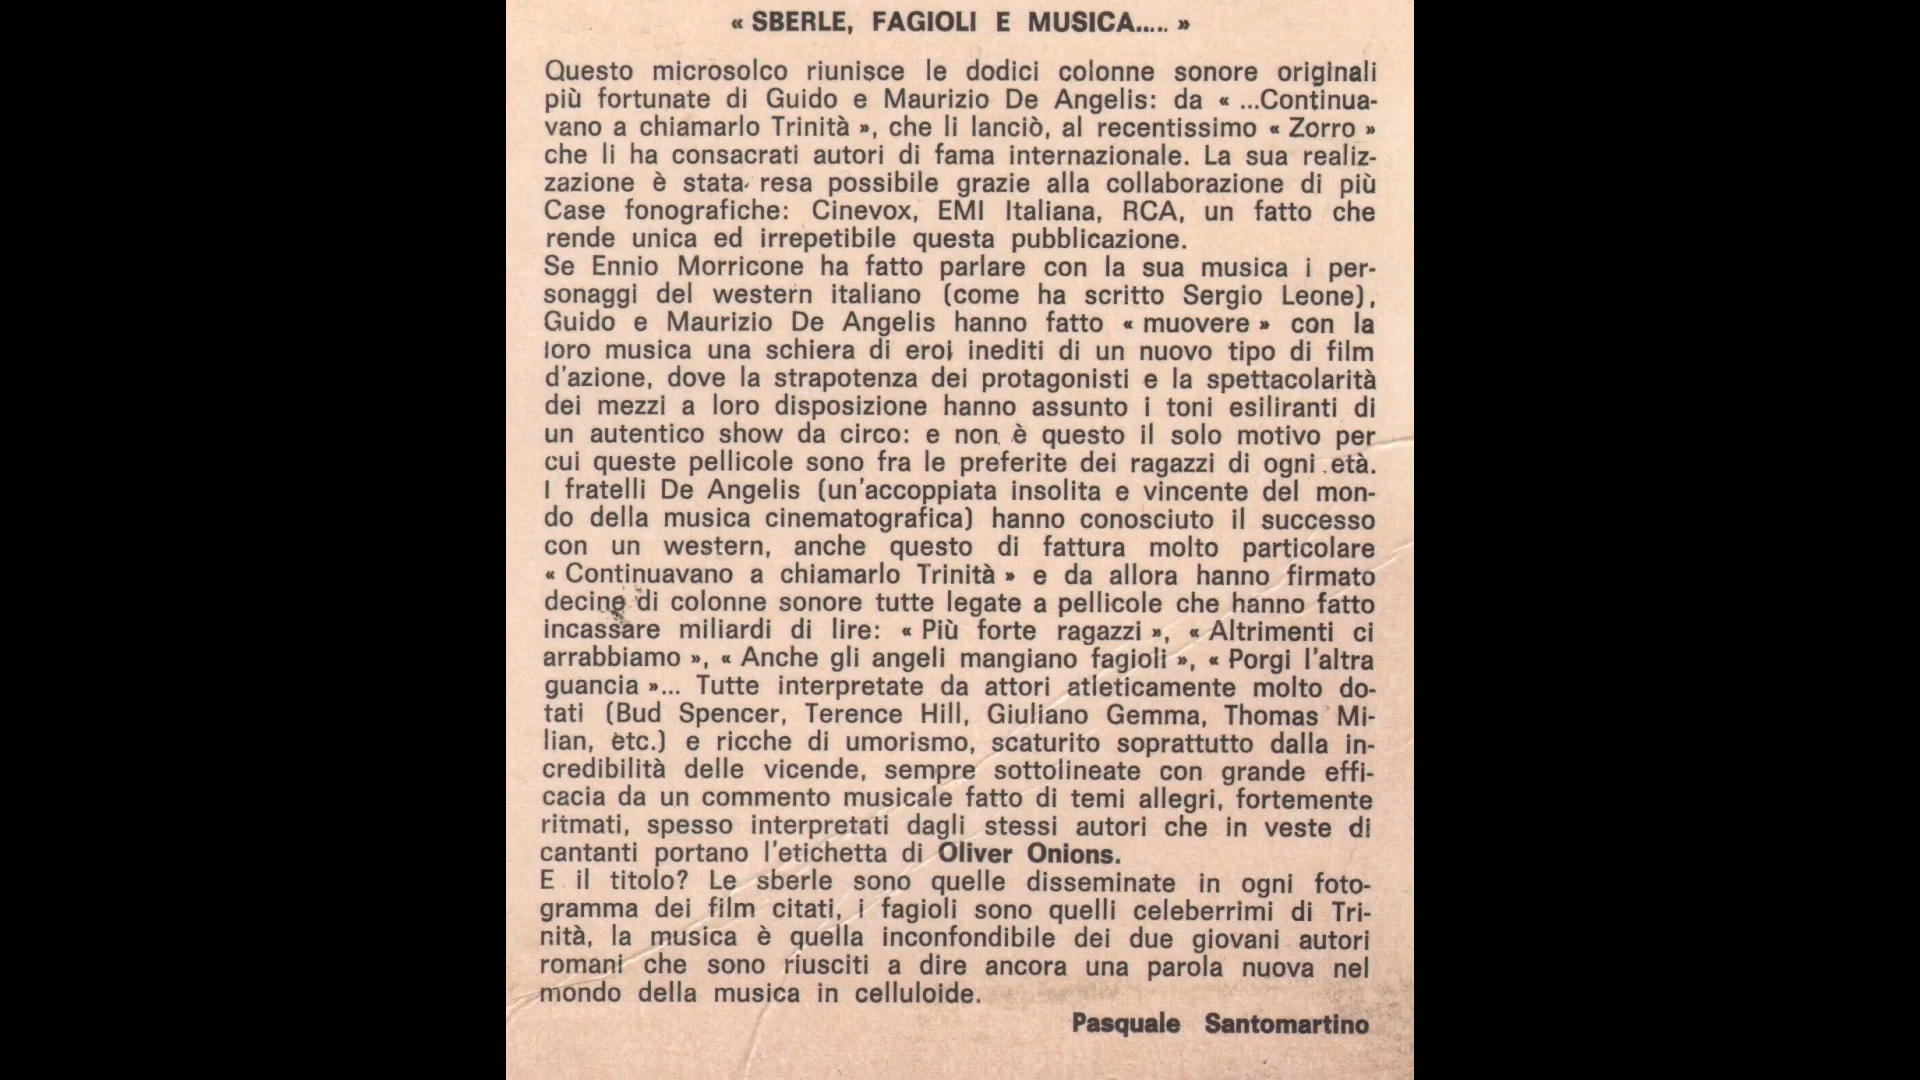 « SBERLE, FAGIOLI E MUSICA..... »
Questo microsolco riunisce le dodici colonne sonore originali
più fortunate di Guido e Maurizio De Angelis: da « ...Continua-
vano a chiamarlo Trinità », che li lanciò, al recentissimo « Zorro »
che li ha consacrati autori di fama internazionale. La sua realiz-
zazione è stata resa possibile grazie alla collaborazione di più
Case fonografiche: Cinevox, EMI Italiana, RCA, un fatto che
rende unica ed irrepetibile questa pubblicazione.
Se Ennio Morricone ha fatto parlare con la sua musica i per-
sonaggi del western italiano (come ha scritto Sergio Leone),
Guido e Maurizio De Angelis hanno fatto « muovere » con la
loro musica una schiera di eroi inediti di un nuovo tipo di film
d'azione, dove la strapotenza dei protagonisti e la spettacolarità
dei mezzi a loro disposizione hanno assunto i toni esiliranti di
un autentico show da circo: e non è questo il solo motivo per
cui queste pellicole sono fra le preferite dei ragazzi di ogni età.
I fratelli De Angelis (un'accoppiata insolita e vincente del mon-
do della musica cinematografica) hanno conosciuto il successo
con un western, anche questo di fattura molto particolare
« Continuavano a chiamarlo Trinità » e da allora hanno firmato
decine di colonne sonore tutte legate a pellicole che hanno fatto
incassare miliardi di lire: « Più forte ragazzi », « Altrimenti ci
arrabbiamo », « Anche gli angeli mangiano fagioli », « Porgi l'altra
guancia »... Tutte interpretate da attori atleticamente molto do-
tati (Bud Spencer, Terence Hill, Giuliano Gemma, Thomas Mi-
lian, etc.) e ricche di umorismo, scaturito soprattutto dalla in-
credibilità delle vicende, sempre sottolineate con grande effi-
cacia da un commento musicale fatto di temi allegri, fortemente
ritmati, spesso interpretati dagli stessi autori che in veste di
cantanti portano l'etichetta di Oliver Onions.
E il titolo? Le sberle sono quelle disseminate in ogni foto-
gramma dei film citati, i fagioli sono quelli celeberrimi di Tri-
nità, la musica è quella inconfondibile dei due giovani autori
romani che sono riusciti a dire ancora una parola nuova nel
mondo della musica in celluloide.
Pasquale Santomartino